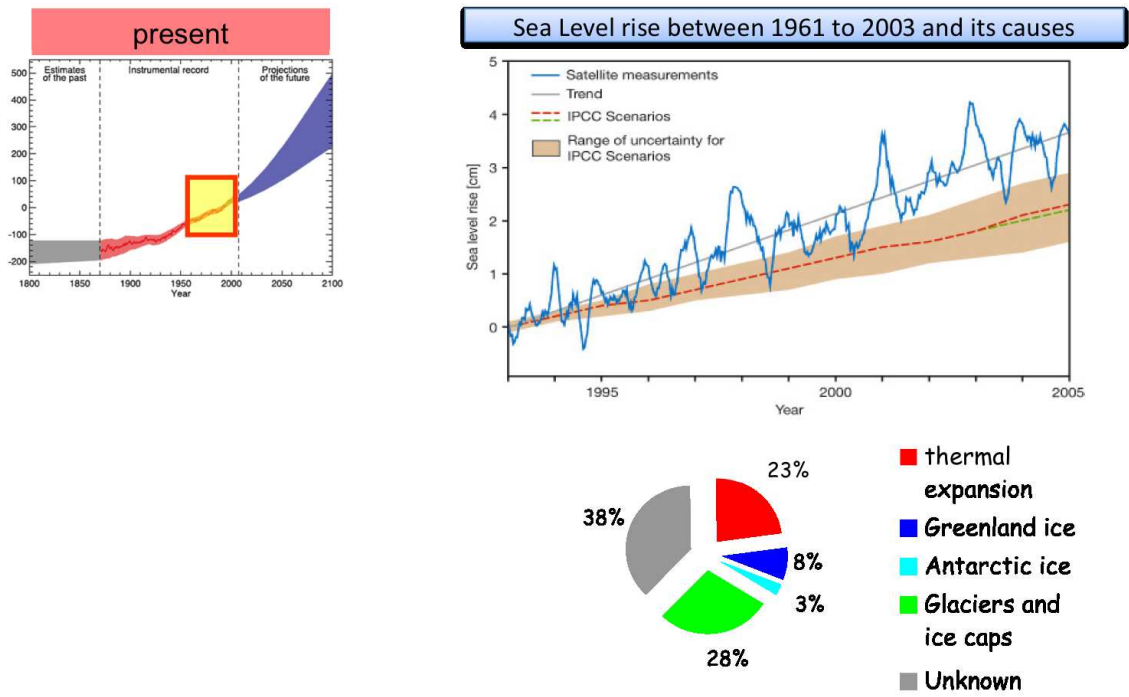 present
Estimates
of the past
Instrumental record
Projections
of the future
500
400
300
200
100
0
-100
-200
1800
1850
1900
1950
2000
2050
2100
Year
Sea Level rise between 1961 to 2003 and its causes
Satellite measurements
Trend
IPCC Scenarios
Range of uncertainty for
IPCC Scenarios
Sea level rise [cm]
5
4
3
2
1
0
1995
2000
2005
Year
23%
38%
8%
3%
28%
thermal
expansion
Greenland ice
Antarctic ice
Glaciers and
ice caps
Unknown